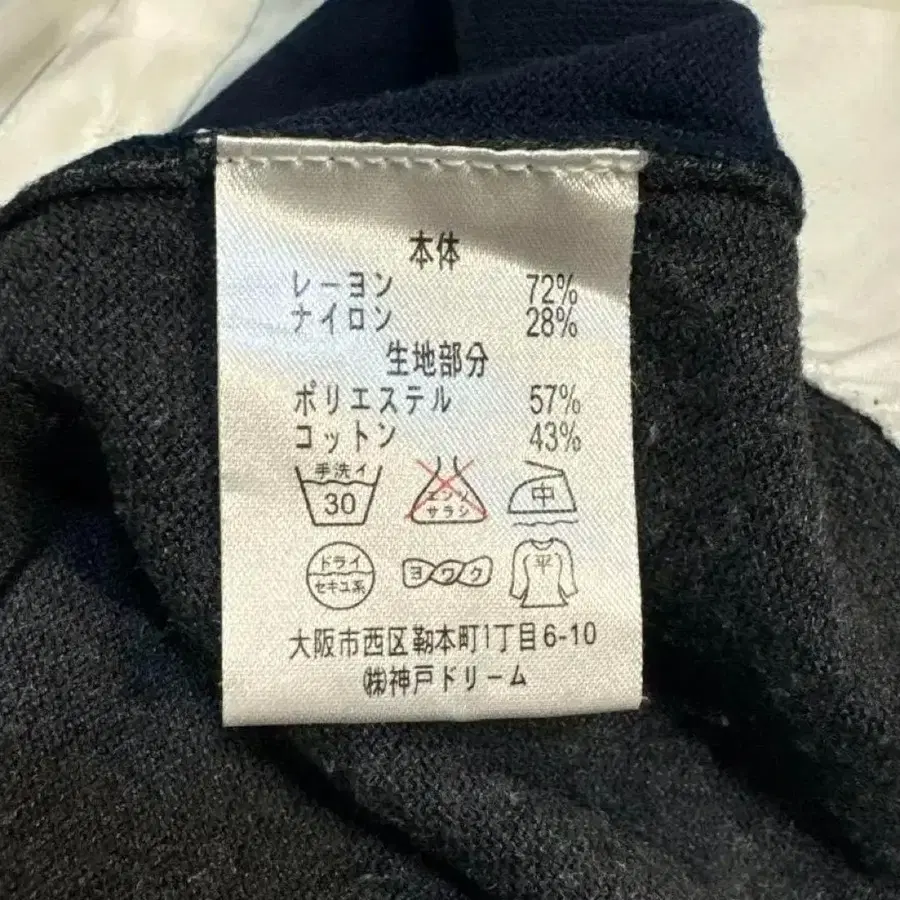 本体
レーヨン 72%
ナイロン 28%
生地部分
ポリエステル 57%
コットン 43%
手洗イ
30
エンソ
サラシ
中
ドライ
セキユ系
ヨワク
平
大阪市西区靭本町1丁目6-10
㈱神戸ドリーム